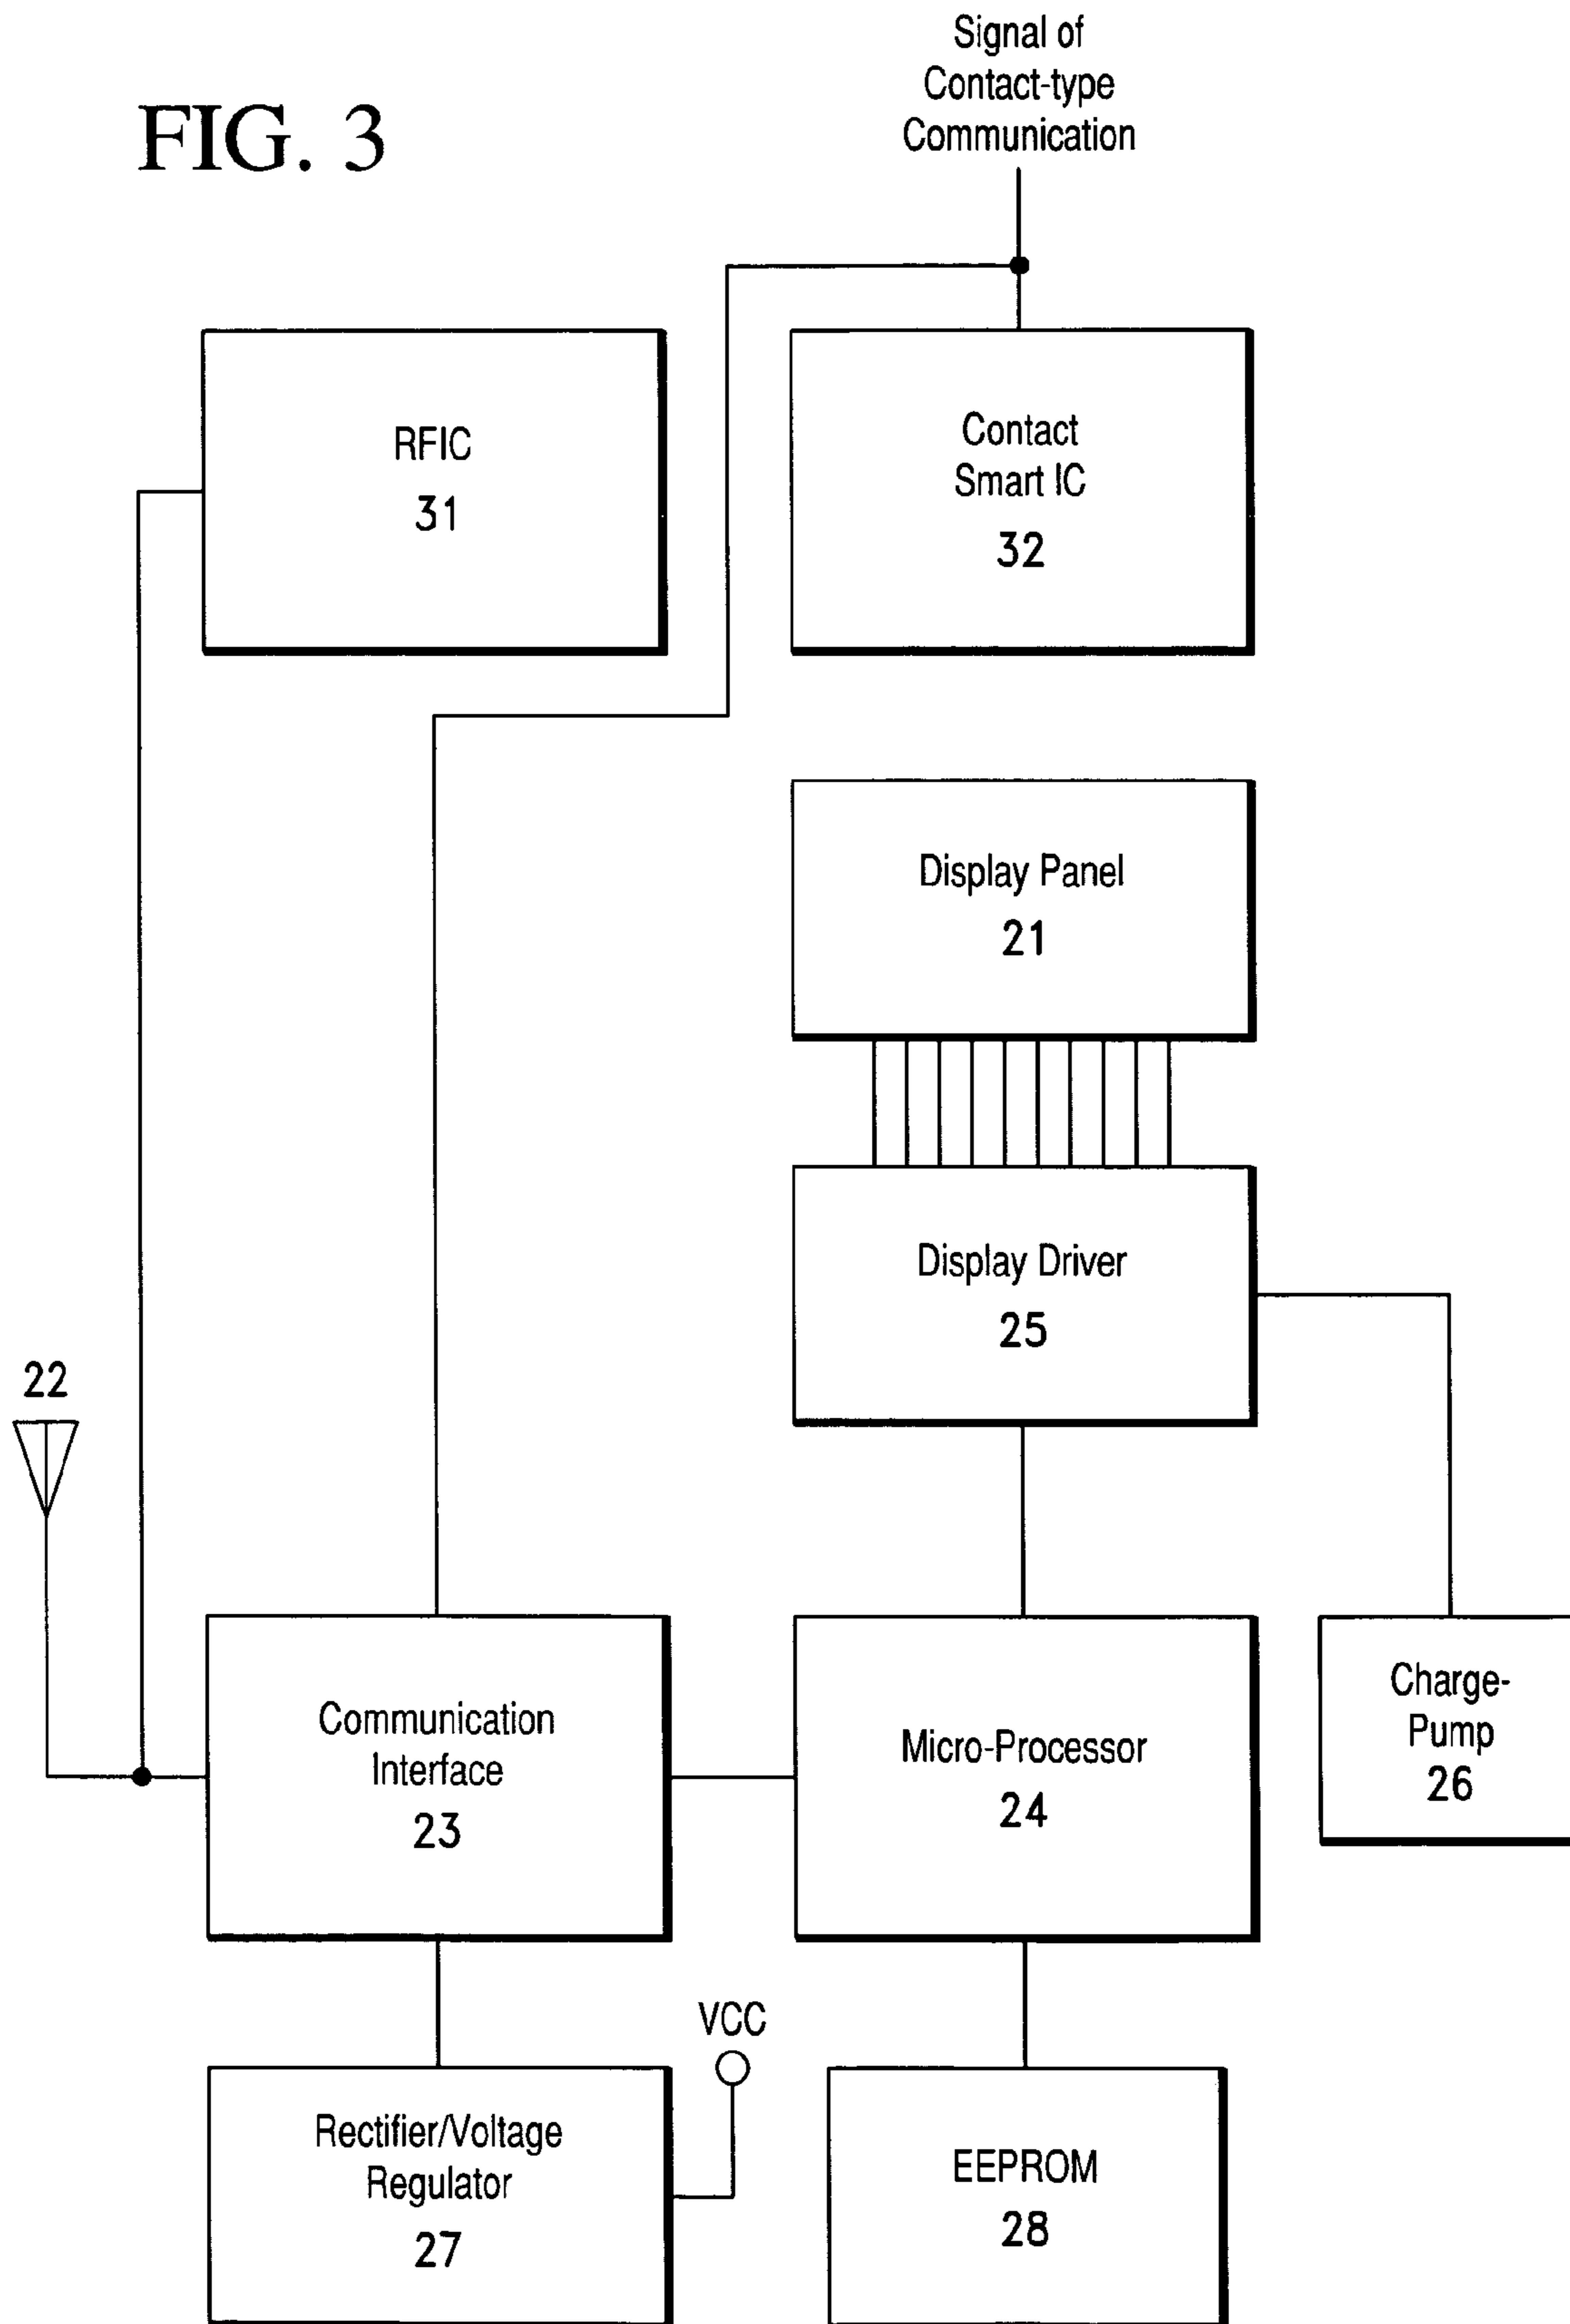 FIG. 3
Signal of
Contact-type
Communication
RFIC
31
Contact
Smart IC
32
Display Panel
21
Display Driver
25
22
Communication
Interface
23
Micro-Processor
24
Charge-
Pump
26
VCC
Rectifier/Voltage
Regulator
27
EEPROM
28